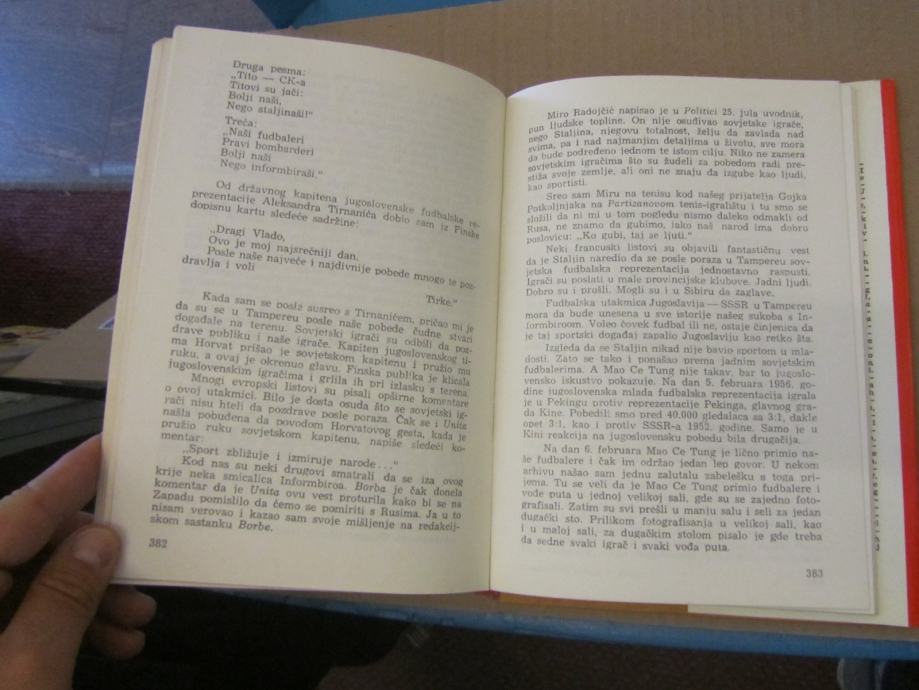 Druga pesma:
„Tito — CK-a
Titovi su jači:
Bolji naši,
Nego staljinaši!"
Treća:
„Naši fudbaleri
Pravi bombarderi
Bolji naši
Nego informbiraši."
Od državnog kapitena jugoslovenske fudbalske re-
prezentacije Aleksandra Tirnanića dobio sam iz Finske
dopisnu kartu sledeće sadržine:
„Dragi Vlado,
Ovo je moj najsrećniji dan.
Posle naše najveće i najdivnije pobede mnogo te poz-
dravlja i voli
Tirke."
Kada sam se posle susreo s Tirnanićem, pričao mi je
da su se u Tampereu posle naše pobede čudne stvari
događale na terenu. Sovjetski igrači su odbili da poz-
drave publiku i naše igrače. Kapiten jugoslovenskog ti-
ma Horvat prišao je sovjetskom kapitenu i pružio mu
ruku, a ovaj je okrenuo glavu. Finska publika je klicala
jugoslovenskim igračima i grlila ih pri izlasku s terena.
Mnogi evropski listovi su pisali opširne komentare
o ovoj utakmici. Bilo je dosta osuda što se sovjetski ig-
rači nisu hteli da pozdrave posle poraza. Čak se i Unita
našla pobuđena da povodom Horvatovog gesta, kada je
pružio ruku sovjetskom kapitenu, napiše sledeći ko-
mentar:
„Sport zbližuje i izmiruje narode..."
Kod nas su neki drugovi smatrali da se iza ovog
krije neka smicalica Informbiroa. Borba je čak donela
komentar da je Unita ovu vest proturila kako bi se na
Zapadu pomislilo da ćemo se pomiriti s Rusima. Ja u to
nisam verovao i kazao sam svoje mišljenje na redakcij-
skom sastanku Borbe.
382
Miro Radojčić napisao je u Politici 25. jula uvodnik,
pun ljudske topline. On nije osuđivao sovjetske igrače,
nego Staljina, njegovu totalnost, želju da zavlada nad
svima, pa i nad najmanjim detaljima u životu, sve mora
da bude podređeno jednom te istom cilju. Niko ne zamera
sovjetskim igračima što su žudeli za pobedom radi pre-
stiža svoje zemlje, ali oni ne znaju da izgube kao ljudi,
kao sportisti.
Sreo sam Miru na tenisu kod našeg prijatelja Gojka
Potkoljnjaka na Partizanovom tenis-igralištu i tu smo se
složili da ni mi u tom pogledu nismo daleko odmakli od
Rusa, ne znamo da gubimo, iako naš narod ima dobru
poslovicu: „Ko gubi, taj se ljuti."
Neki francuski listovi su objavili fantastičnu vest
da je Staljin naredio da se posle poraza u Tampereu sov-
jetska fudbalska reprezentacija jednostavno raspusti.
Igrači su poslati u male provincijske klubove. Jadni ljudi.
Dobro su i prošli. Mogli su i u Sibiru da zaglave.
Fudbalska utakmica Jugoslavija — SSSR u Tampereu
mora da bude unesena u sve istorije našeg sukoba s In-
formbiroom. Voleo čovek fudbal ili ne, ostaje činjenica da
je taj sportski događaj zapalio Jugoslaviju kao retko šta.
Izgleda da se Staljin nikad nije bavio sportom u mla-
dosti. Zato se tako i ponašao prema jadnim sovjetskim
fudbalerima. A Mao Ce Tung nije takav, bar to jugoslo-
vensko iskustvo pokazuje. Na dan 5. februara 1956. go-
dine jugoslovenska mlada fudbalska reprezentacija igrala
je u Pekingu protiv reprezentacije Pekinga, glavnog gra-
da Kine. Pobedili smo pred 40.000 gledalaca sa 3:1, dakle
opet 3:1, kao i protiv SSSR-a 1952. godine. Samo je u
Kini reakcija na jugoslovensku pobedu bila drugačija.
Na dan 6. februara Mao Ce Tung je lično primio na-
še fudbalere i čak im održao jedan lep govor. U nekom
arhivu našao sam jednu zalutalu zabelešku s toga pri-
jema. Tu se veli da je Mao Ce Tung primio fudbalere i
vođe puta u jednoj velikoj sali, gde su se zajedno foto-
grafisali. Zatim su svi prešli u manju salu i seli za jedan
dugački sto. Prilikom fotografisanja u velikoj sali, kao
i u maloj sali, za dugačkim stolom pisalo je gde treba
da sedne svaki igrač i svaki vođa puta.
383